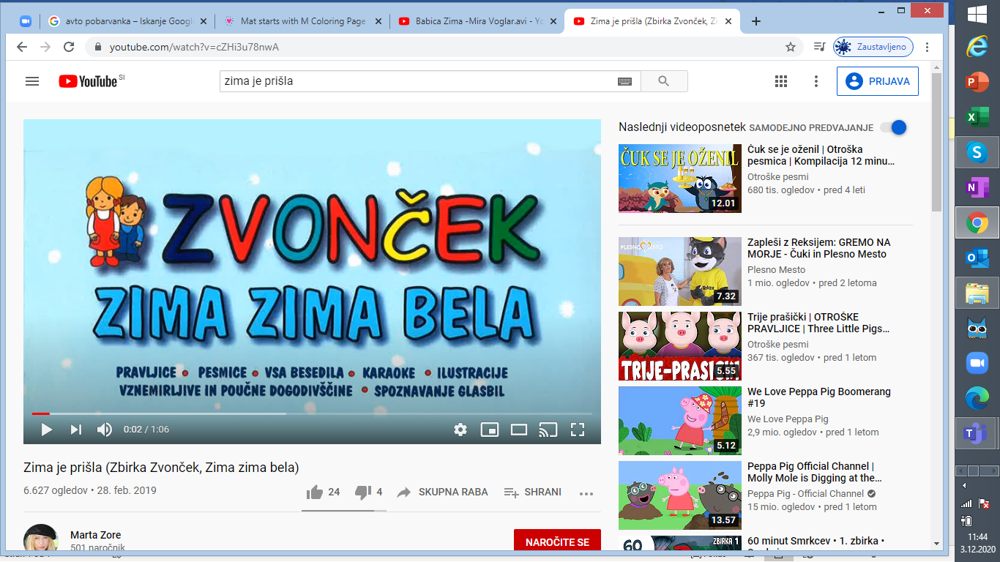 avto pobarvanka – Iskanje Googl
Mat starts with M Coloring Page
Babica Zima -Mira Voglar.avi - Yo
Zima je prišla (Zbirka Zvonček, Z
youtube.com/watch?v=cZHi3u78nwA
Zaustavljeno
YouTube SI
zima je prišla
PRIJAVA
ZVONČEK
ZIMA ZIMA BELA
PRAVLJICE • PESMICE • VSA BESEDILA • KARAOKE • ILUSTRACIJE
VZNEMIRLJIVE IN POUČNE DOGODIVŠČINE • SPOZNAVANJE GLASBIL
0:02 / 1:06
Zima je prišla (Zbirka Zvonček, Zima zima bela)
6.627 ogledov • 28. feb. 2019
24
4
SKUPNA RABA
SHRANI
Marta Zore
501 naročnik
NAROČITE SE
Naslednji videoposnetek
SAMODEJNO PREDVAJANJE
ČUK SE JE OŽENIL
12.01
Čuk se je oženil | Otroška
pesmica | Kompilacija 12 minu...
Otroške pesmi
680 tis. ogledov • pred 4 leti
PLESNO MESTO
Relax
7.32
Zapleši z Reksijem: GREMO NA
MORJE - Čuki in Plesno Mesto
Plesno Mesto
1 mio. ogledov • pred 2 letoma
TRIJE-PRASICKI
5.55
Trije prašički | OTROŠKE
PRAVLJICE | Three Little Pigs...
Otroške pesmi
367 tis. ogledov • pred 1 letom
5.12
We Love Peppa Pig Boomerang
#19
We Love Peppa Pig
2,9 mio. ogledov • pred 1 letom
13.57
Peppa Pig Official Channel |
Molly Mole is Digging at the...
Peppa Pig - Official Channel
15 mio. ogledov • pred 1 letom
60
ZBIRKA 1
60 minut Smrkcev • 1. zbirka •
11:44
3.12.2020